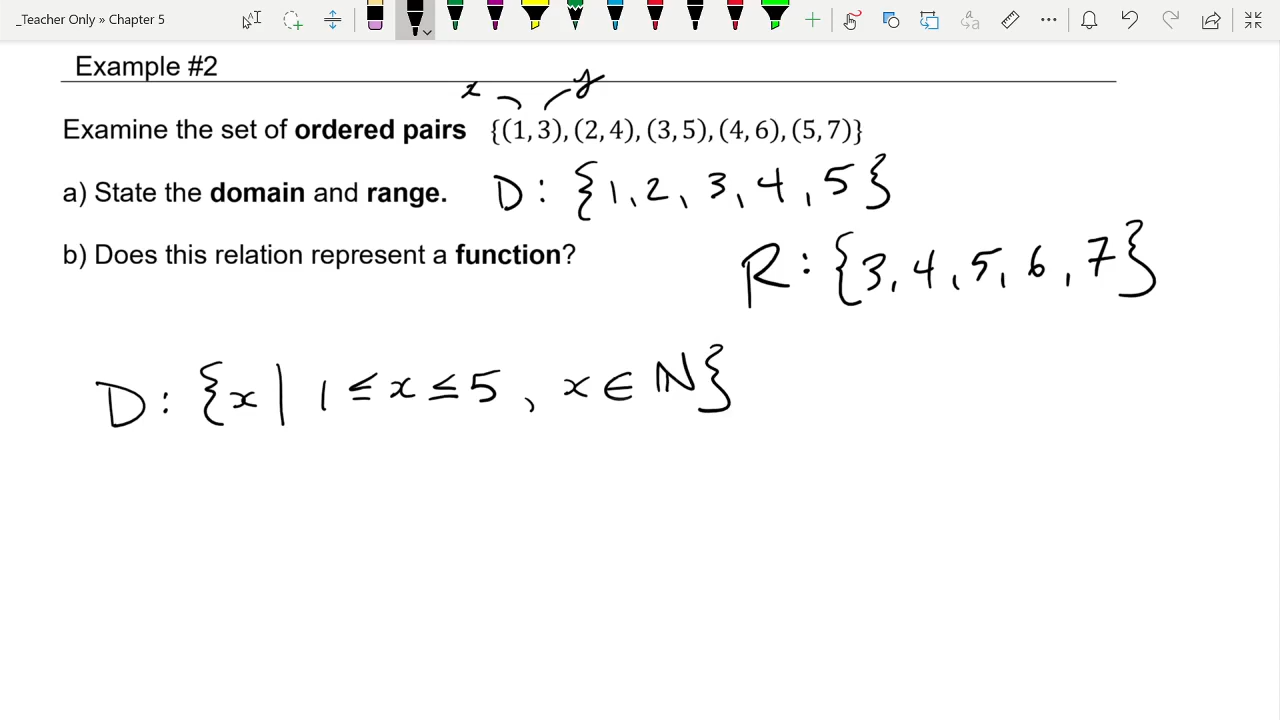 _Teacher Only » Chapter 5
Example #2
x y
Examine the set of ordered pairs {(1, 3), (2, 4), (3, 5), (4, 6), (5, 7)}
a) State the domain and range. D: {1, 2, 3, 4, 5}
b) Does this relation represent a function? R: {3, 4, 5, 6, 7}
D: {x | 1 ≤ x ≤ 5, x ∈ ℕ}